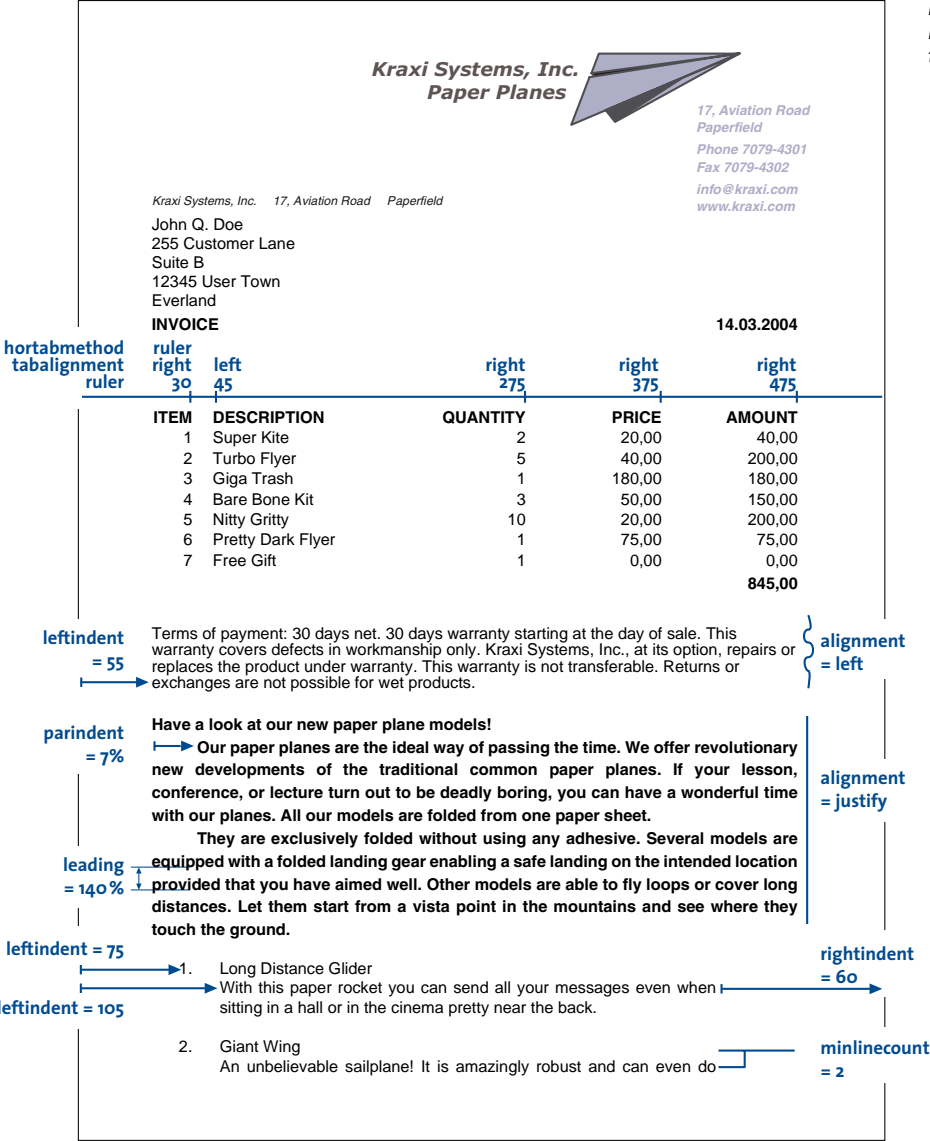 Kraxi Systems, Inc.
Paper Planes
17, Aviation Road
Paperfield
Phone 7079-4301
Fax 7079-4302
info@kraxi.com
www.kraxi.com
Kraxi Systems, Inc. 17, Aviation Road Paperfield
John Q. Doe
255 Customer Lane
Suite B
12345 User Town
Everland
INVOICE 14.03.2004
hortabmethod ruler
tabalignment right left right right right
ruler 30 45 275 375 475
ITEM DESCRIPTION QUANTITY PRICE AMOUNT
1 Super Kite 2 20,00 40,00
2 Turbo Flyer 5 40,00 200,00
3 Giga Trash 1 180,00 180,00
4 Bare Bone Kit 3 50,00 150,00
5 Nitty Gritty 10 20,00 200,00
6 Pretty Dark Flyer 1 75,00 75,00
7 Free Gift 1 0,00 0,00
845,00
leftindent
= 55
Terms of payment: 30 days net. 30 days warranty starting at the day of sale. This
warranty covers defects in workmanship only. Kraxi Systems, Inc., at its option, repairs or
replaces the product under warranty. This warranty is not transferable. Returns or
exchanges are not possible for wet products.
alignment
= left
parindent
= 7%
Have a look at our new paper plane models!
Our paper planes are the ideal way of passing the time. We offer revolutionary
new developments of the traditional common paper planes. If your lesson,
conference, or lecture turn out to be deadly boring, you can have a wonderful time
with our planes. All our models are folded from one paper sheet.
alignment
= justify
They are exclusively folded without using any adhesive. Several models are
equipped with a folded landing gear enabling a safe landing on the intended location
provided that you have aimed well. Other models are able to fly loops or cover long
distances. Let them start from a vista point in the mountains and see where they
touch the ground.
leading
= 140%
leftindent = 75
leftindent = 105
1. Long Distance Glider
With this paper rocket you can send all your messages even when
sitting in a hall or in the cinema pretty near the back.
rightindent
= 60
2. Giant Wing
An unbelievable sailplane! It is amazingly robust and can even do
minlinecount
= 2